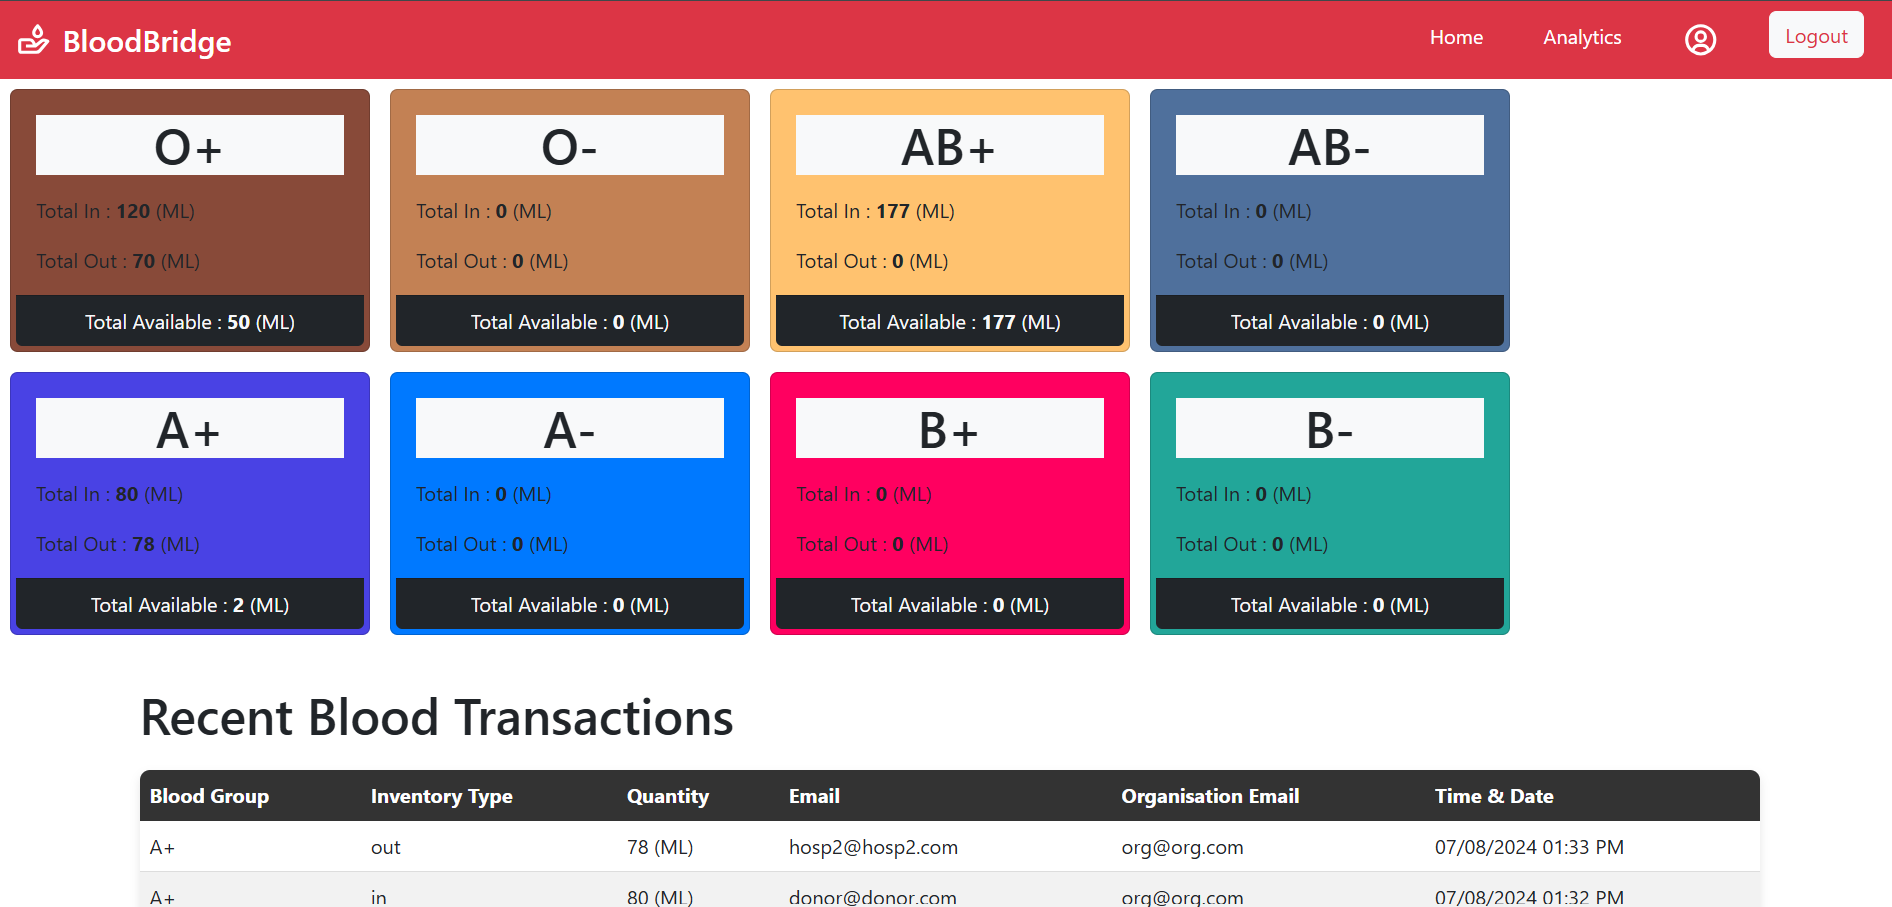 BloodBridge Home Analytics Logout
O+ O- AB+ AB-
Total In : 120 (ML) Total In : 0 (ML) Total In : 177 (ML) Total In : 0 (ML)
Total Out : 70 (ML) Total Out : 0 (ML) Total Out : 0 (ML) Total Out : 0 (ML)
Total Available : 50 (ML) Total Available : 0 (ML) Total Available : 177 (ML) Total Available : 0 (ML)
A+ A- B+ B-
Total In : 80 (ML) Total In : 0 (ML) Total In : 0 (ML) Total In : 0 (ML)
Total Out : 78 (ML) Total Out : 0 (ML) Total Out : 0 (ML) Total Out : 0 (ML)
Total Available : 2 (ML) Total Available : 0 (ML) Total Available : 0 (ML) Total Available : 0 (ML)
Recent Blood Transactions
Blood Group Inventory Type Quantity Email Organisation Email Time & Date
A+ out 78 (ML) hosp2@hosp2.com org@org.com 07/08/2024 01:33 PM
A+ in 80 (ML) donor@donor.com org@org.com 07/08/2024 01:32 PM